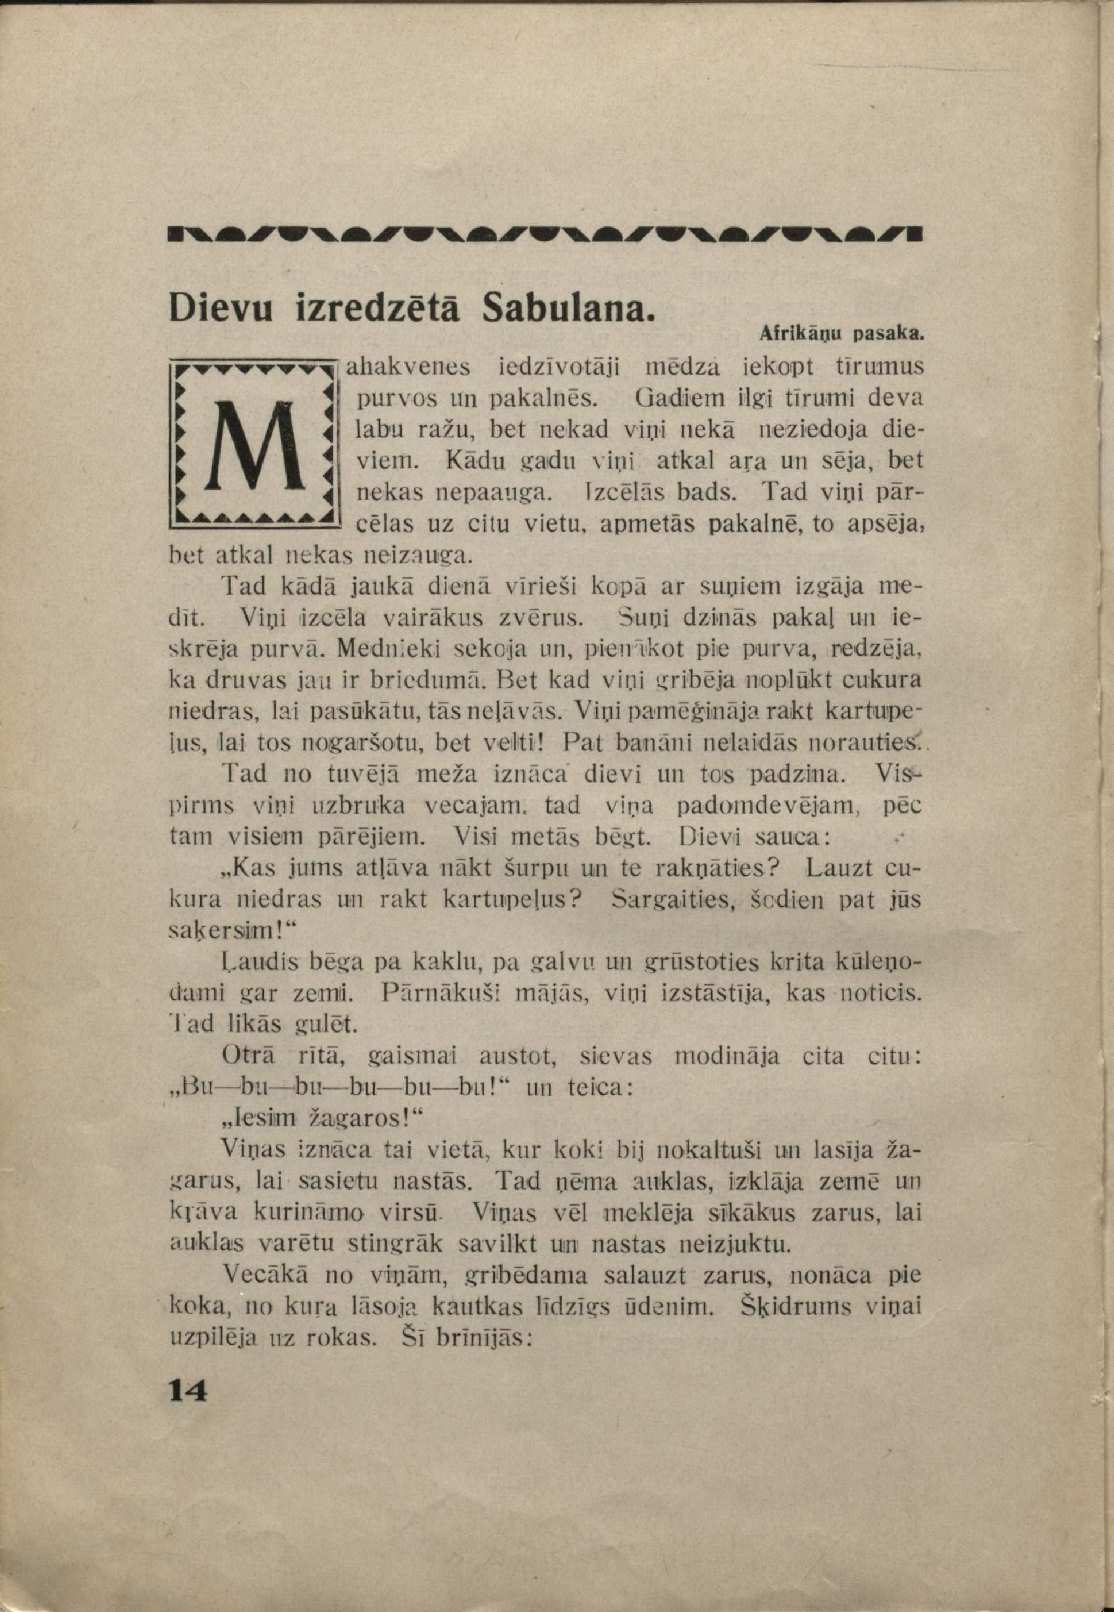 Dievu izredzētā Sabulana.
Afrikāņu pasaka.
Mahakvenes iedzīvotāji mēdza iekopt tīrumus
purvos un pakalnēs. Gadiem ilgi tīrumi deva
labu ražu, bet nekad viņi nekā neziedoja die-
viem. Kādu gadu viņi atkal aŗa un sēja, bet
nekas nepaauga. Izcēlās bads. Tad viņi pār-
cēlas uz citu vietu, apmetās pakalnē, to apsēja,
bet atkal nekas neizauga.
Tad kādā jaukā dienā vīrieši kopā ar suņiem izgāja me-
dīt. Viņi izcēla vairākus zvērus. Suņi dzinās pakaļ un ie-
skrēja purvā. Mednieki sekoja un, pienākot pie purva, redzēja,
ka druvas jau ir briedumā. Bet kad viņi gribēja noplūkt cukura
niedras, lai pasūkātu, tās neļāvās. Viņi pamēģināja rakt kartupe-
ļus, lai tos nogaršotu, bet velti! Pat banāni nelaidās norauties.
Tad no tuvējā meža iznāca dievi un tos padzina. Vis-
pirms viņi uzbruka vecajam, tad viņa padomdevējam, pēc
tam visiem pārējiem. Visi metās bēgt. Dievi sauca:
„Kas jums atļāva nākt šurpu un te rakņāties? Lauzt cu-
kura niedras un rakt kartupeļus? Sargaities, šodien pat jūs
saķersim!“
Ļaudis bēga pa kaklu, pa galvu un grūstoties krita kūleņo-
dami gar zemi. Pārnākuši mājās, viņi izstāstīja, kas noticis.
Tad likās gulēt.
Otrā rītā, gaismai austot, sievas modināja cita citu:
„Bu—bu—bu—bu—bu—bu!“ un teica:
„Iesim žagaros!“
Viņas iznāca tai vietā, kur koki bij nokaltuši un lasīja ža-
garus, lai sasietu nastās. Tad ņēma auklas, izklāja zemē un
kŗāva kurināmo virsū. Viņas vēl meklēja sīkākus zarus, lai
auklas varētu stingrāk savilkt un nastas neizjuktu.
Vecākā no viņām, gribēdama salauzt zarus, nonāca pie
koka, no kuŗa lāsoja kautkas līdzīgs ūdenim. Šķidrums viņai
uzpilēja uz rokas. Šī brīnījās:
14